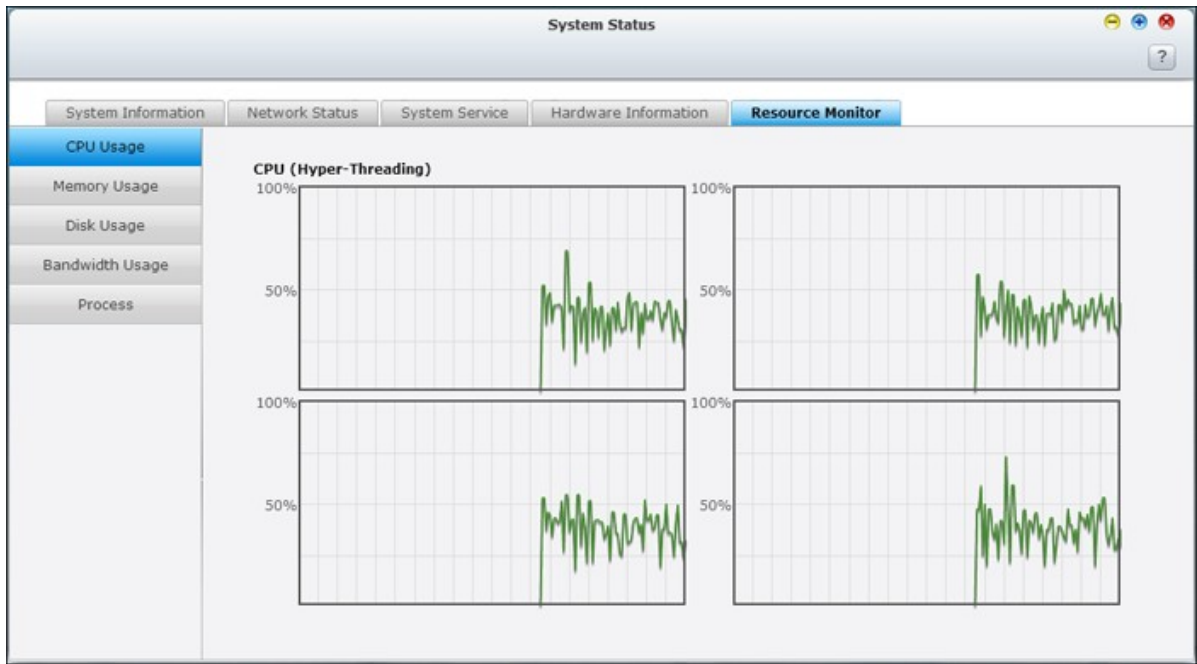 System Status
?
System Information Network Status System Service Hardware Information Resource Monitor
CPU Usage
Memory Usage
Disk Usage
Bandwidth Usage
Process
CPU (Hyper-Threading)
100% 100%
50% 50%
100% 100%
50% 50%